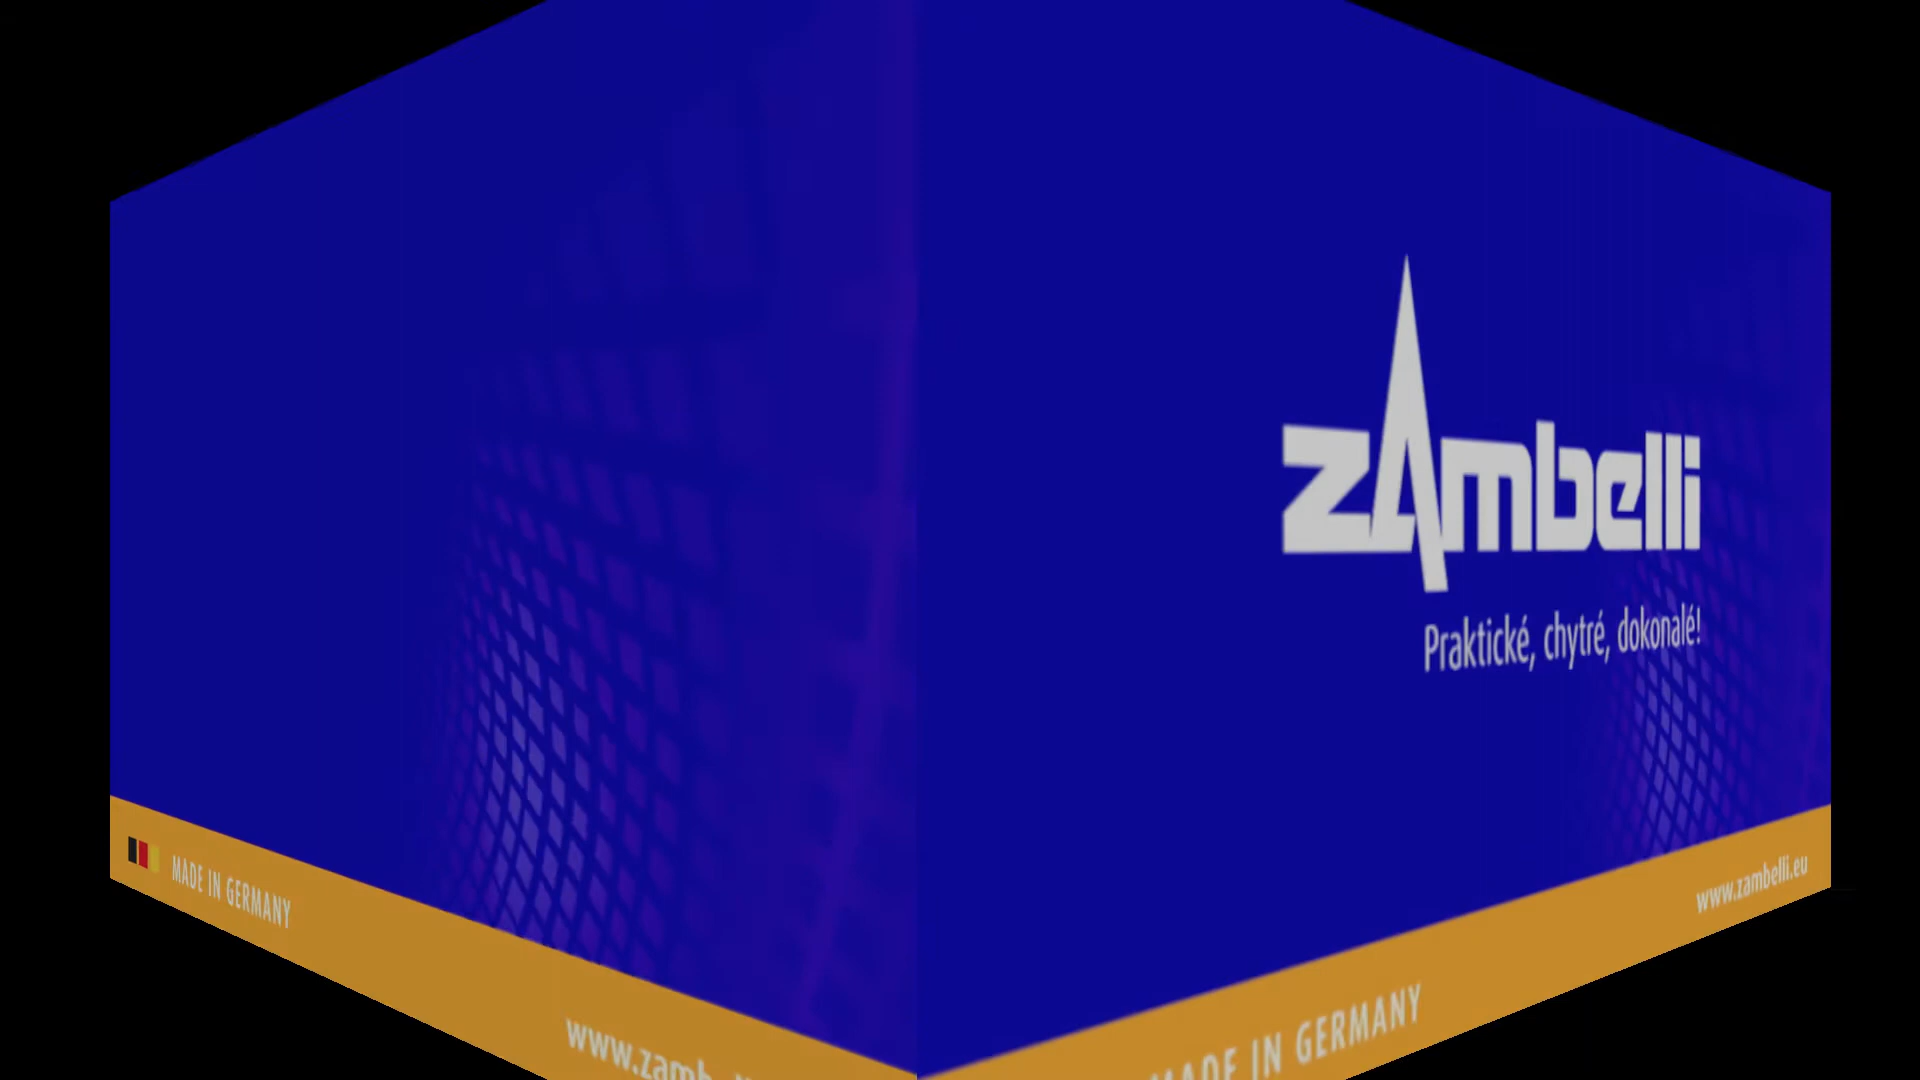 MADE IN GERMANY
zambelli
Praktické, chytré, dokonalé!
www.zambelli.eu
MADE IN GERMANY